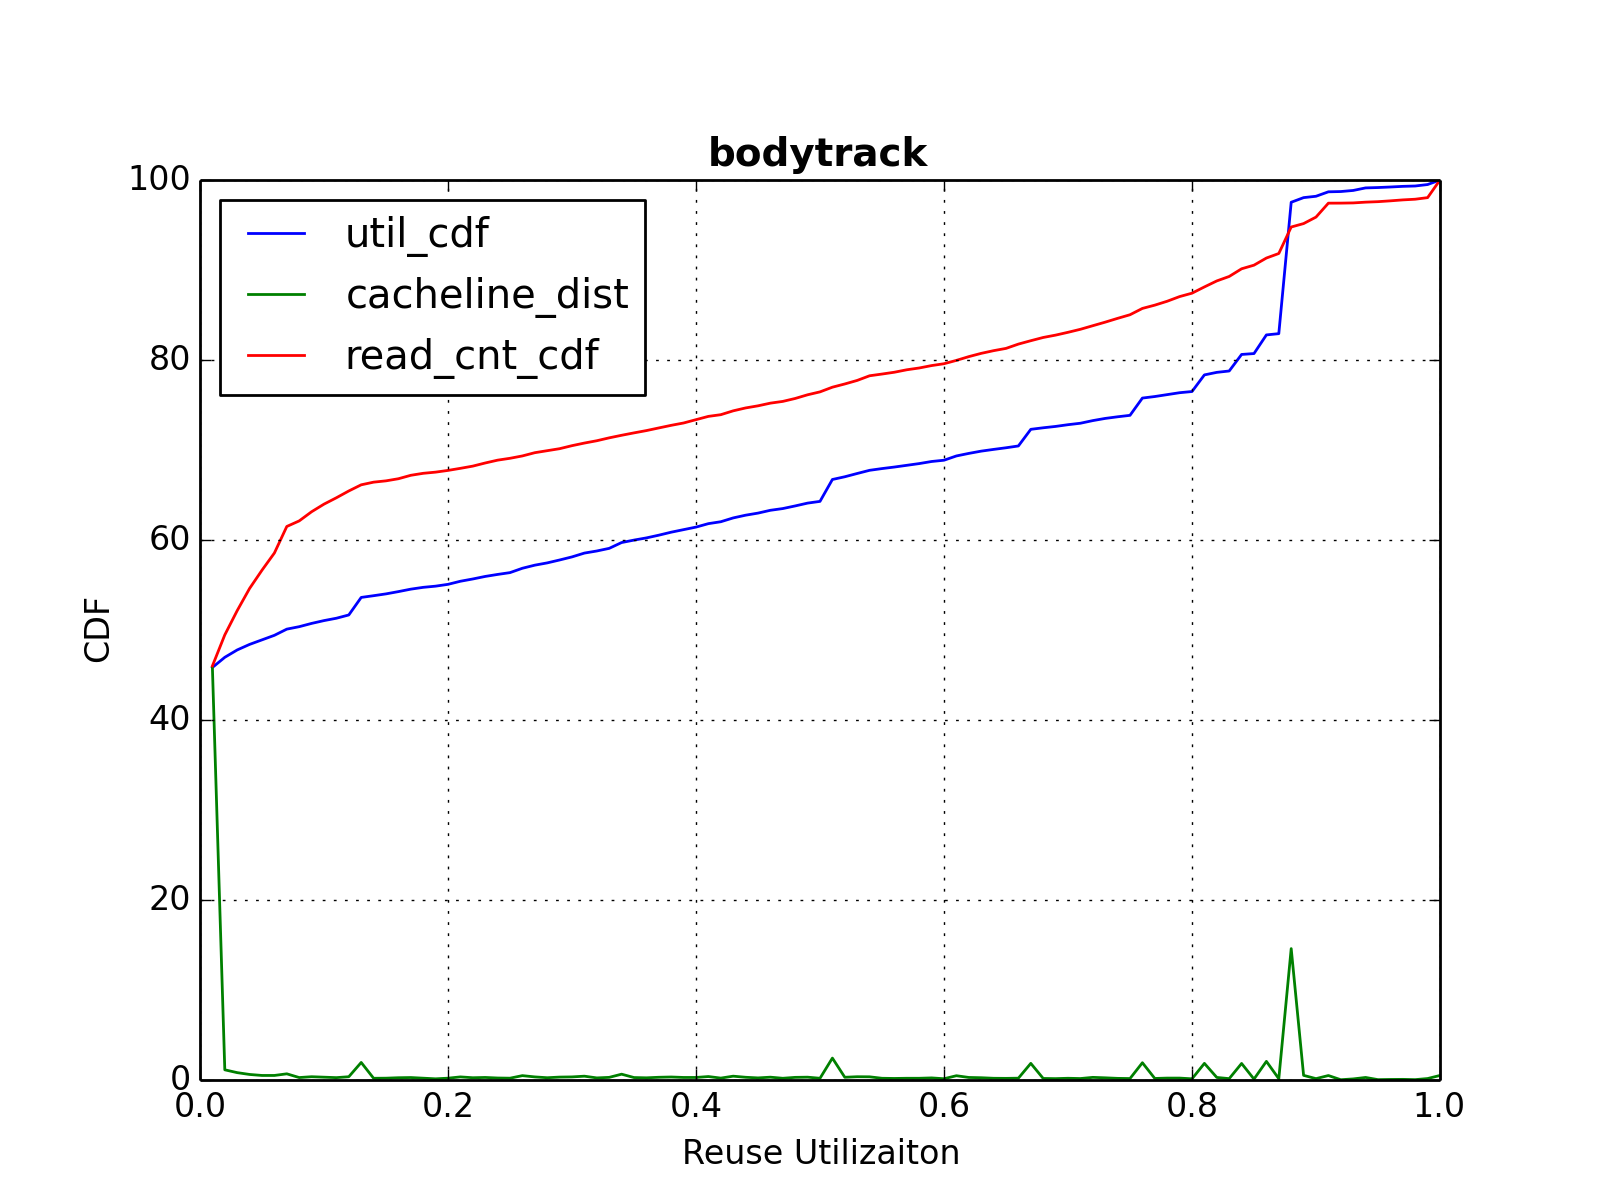 bodytrack
100
80
60
40
20
0
util_cdf
cacheline_dist
read_cnt_cdf
CDF
0.0 0.2 0.4 0.6 0.8 1.0
Reuse Utilizaiton